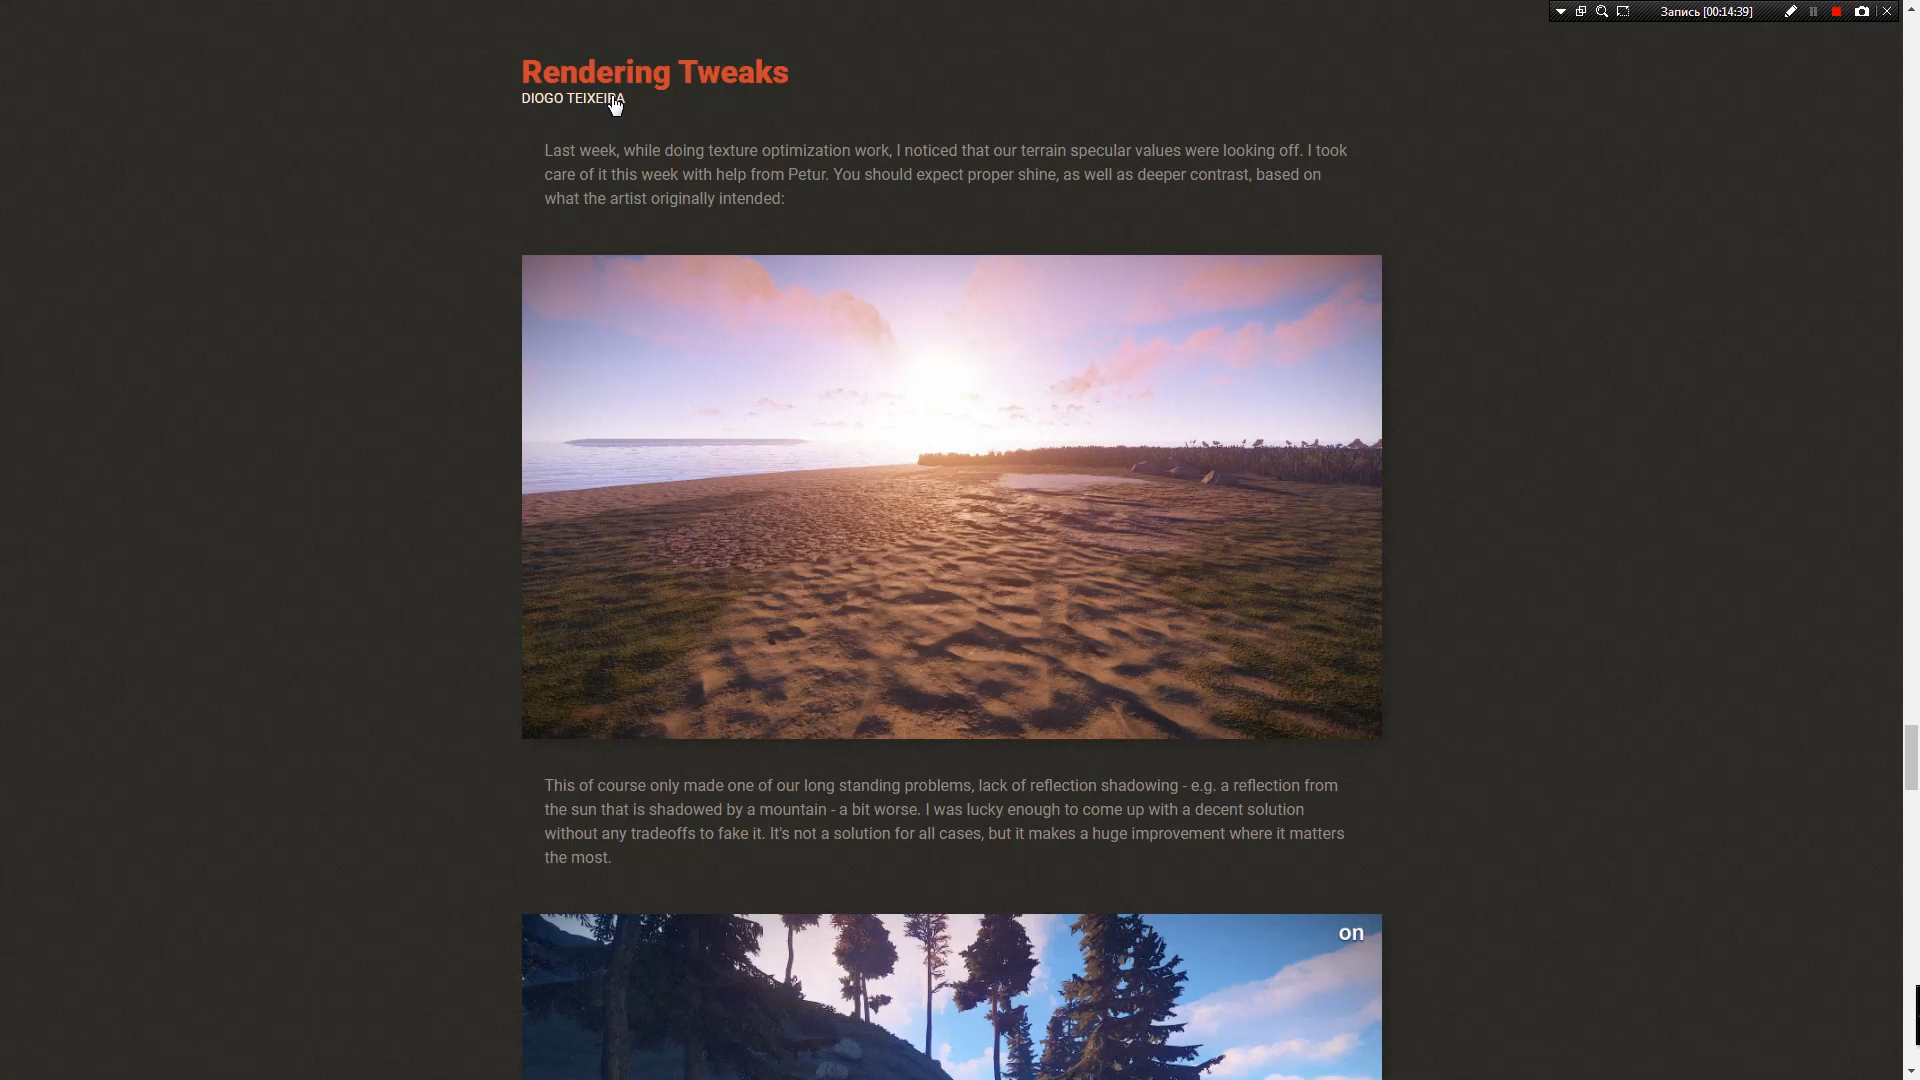 Запись [00:14:39]
Rendering Tweaks
DIOGO TEIXEIRA
Last week, while doing texture optimization work, I noticed that our terrain specular values were looking off. I took
care of it this week with help from Petur. You should expect proper shine, as well as deeper contrast, based on
what the artist originally intended:
This of course only made one of our long standing problems, lack of reflection shadowing - e.g. a reflection from
the sun that is shadowed by a mountain - a bit worse. I was lucky enough to come up with a decent solution
without any tradeoffs to fake it. It's not a solution for all cases, but it makes a huge improvement where it matters
the most.
on